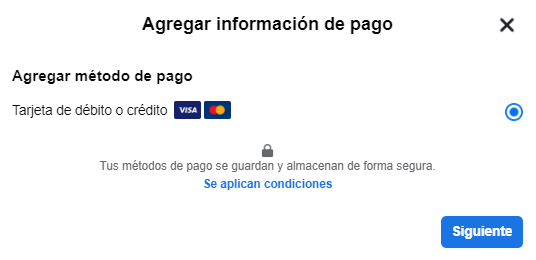 Agregar información de pago
Agregar método de pago
Tarjeta de débito o crédito VISA
Tus métodos de pago se guardan y almacenan de forma segura.
Se aplican condiciones
Siguiente